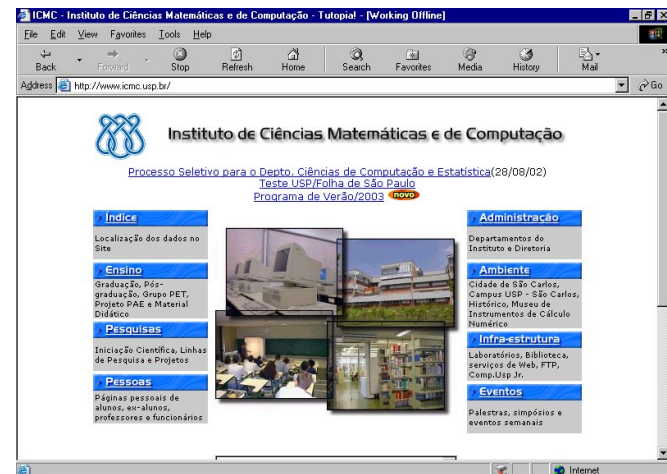 ICMC - Instituto de Ciências Matemáticas e de Computação - Tutopia! - [Working Offline]
File Edit View Favorites Tools Help
Back Forward Stop Refresh Home Search Favorites Media History Mail
Address http://www.icmc.usp.br/ Go
Instituto de Ciências Matemáticas e de Computação
Processo Seletivo para o Depto. Ciências de Computação e Estatística(28/08/02)
Teste USP/Folha de São Paulo
Programa de Verão/2003 novo
Índice
Localização dos dados no
Site
Ensino
Graduação, Pós-
graduação, Grupo PET,
Projeto PAE e Material
Didático
Pesquisas
Iniciação Científica, Linhas
de Pesquisa e Projetos
Pessoas
Páginas pessoais de
alunos, ex-alunos,
professores e funcionários
Administração
Departamentos do
Instituto e Diretoria
Ambiente
Cidade de São Carlos,
Campus USP - São Carlos,
Histórico, Museu de
Instrumentos de Cálculo
Numérico
Infra-estrutura
Laboratórios, Biblioteca,
serviços de Web, FTP,
Comp.Usp Jr.
Eventos
Palestras, simpósios e
eventos semanais
Internet